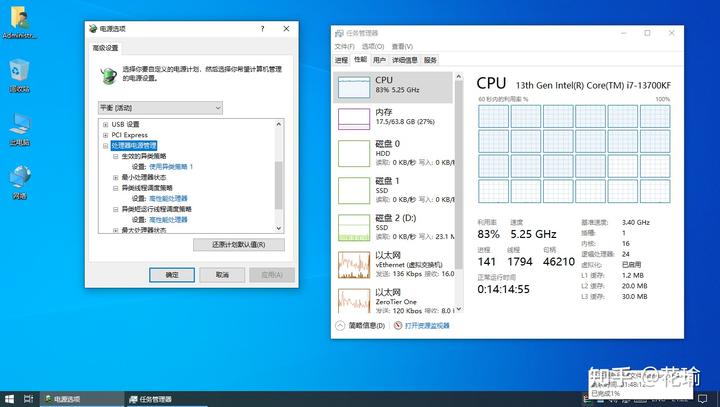 Administr...
回收站
此电脑
网络
电源选项
高级设置
选择你要自定义的电源计划，然后选择你希望计算机管理
的电源设置。
平衡 [活动]
USB 设置
PCI Express
处理器电源管理
生效的异类策略
设置: 使用异类策略 1
最小处理器状态
异类线程调度策略
设置: 高性能处理器
异类短运行线程调度策略
设置: 高性能处理器
最大处理器状态
还原计划默认值(R)
确定
取消
应用(A)
任务管理器
文件(F) 选项(O) 查看(V)
进程 性能 用户 详细信息 服务
CPU
83% 5.25 GHz
内存
17.5/63.8 GB (27%)
磁盘 0
HDD
读取: 0 KB/秒 写入: 0 KB/
磁盘 1
SSD
读取: 0 KB/秒 写入: 0 KB/
磁盘 2 (D:)
SSD
读取: 0 KB/秒 写入: 23.1
以太网
vEthernet (虚拟交换机)
发送: 136 Kbps 接收: 16.0
以太网
ZeroTier One
发送: 120 Kbps 接收: 8.0
CPU 13th Gen Intel(R) Core(TM) i7-13700KF
60 秒内的利用率 % 100%
利用率 速度
83% 5.25 GHz
进程 线程 句柄
141 1794 46210
正常运行时间
0:14:14:55
基准速度: 3.40 GHz
插槽: 1
内核: 16
逻辑处理器: 24
虚拟化: 已启用
L1 缓存: 1.2 MB
L2 缓存: 20.0 MB
L3 缓存: 30.0 MB
简略信息(D) 打开资源监视器
知乎 @花瑜
已完成1%
电源选项
任务管理器